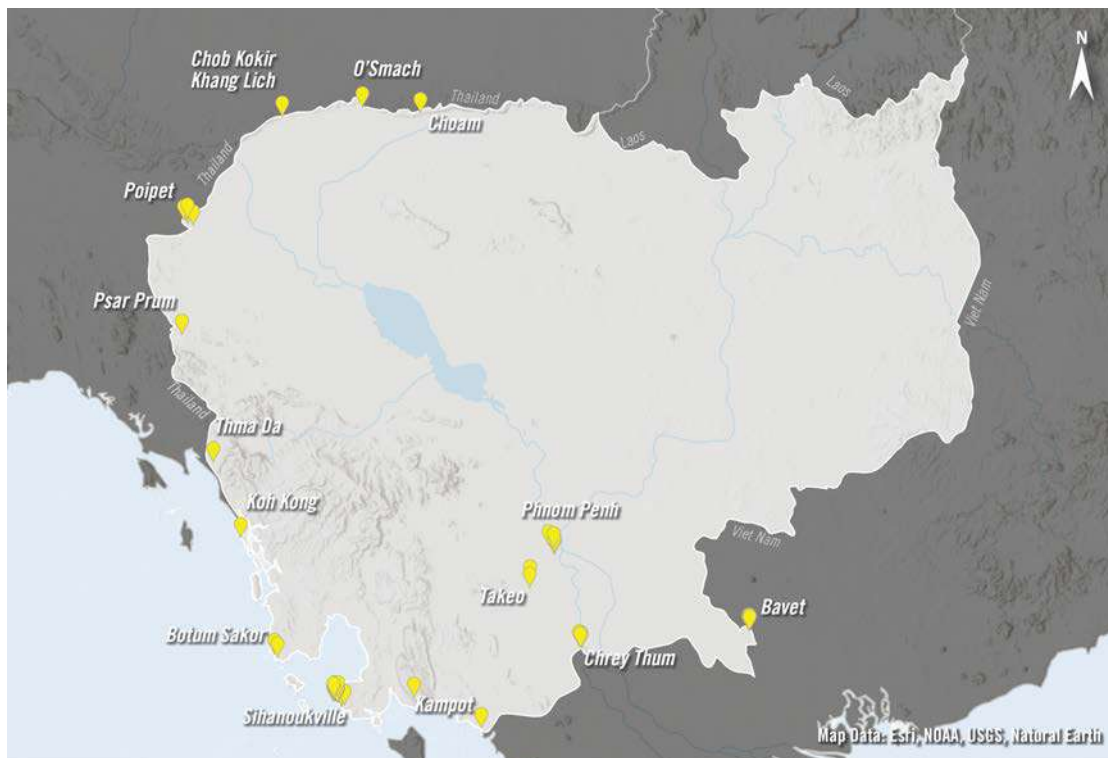 N
Chob Kokir
Khang Lich
O'Smach
Thailand
Choam
Laos
Laos
Thailand
Poipet
Psar Prum
Viet Nam
Thailand
Thma Da
Koh Kong
Phnom Penh
Viet Nam
Takeo
Bavet
Botum Sakor
Chrey Thum
Sihanoukville
Kampot
Map Data: Esri, NOAA, USGS, Natural Earth